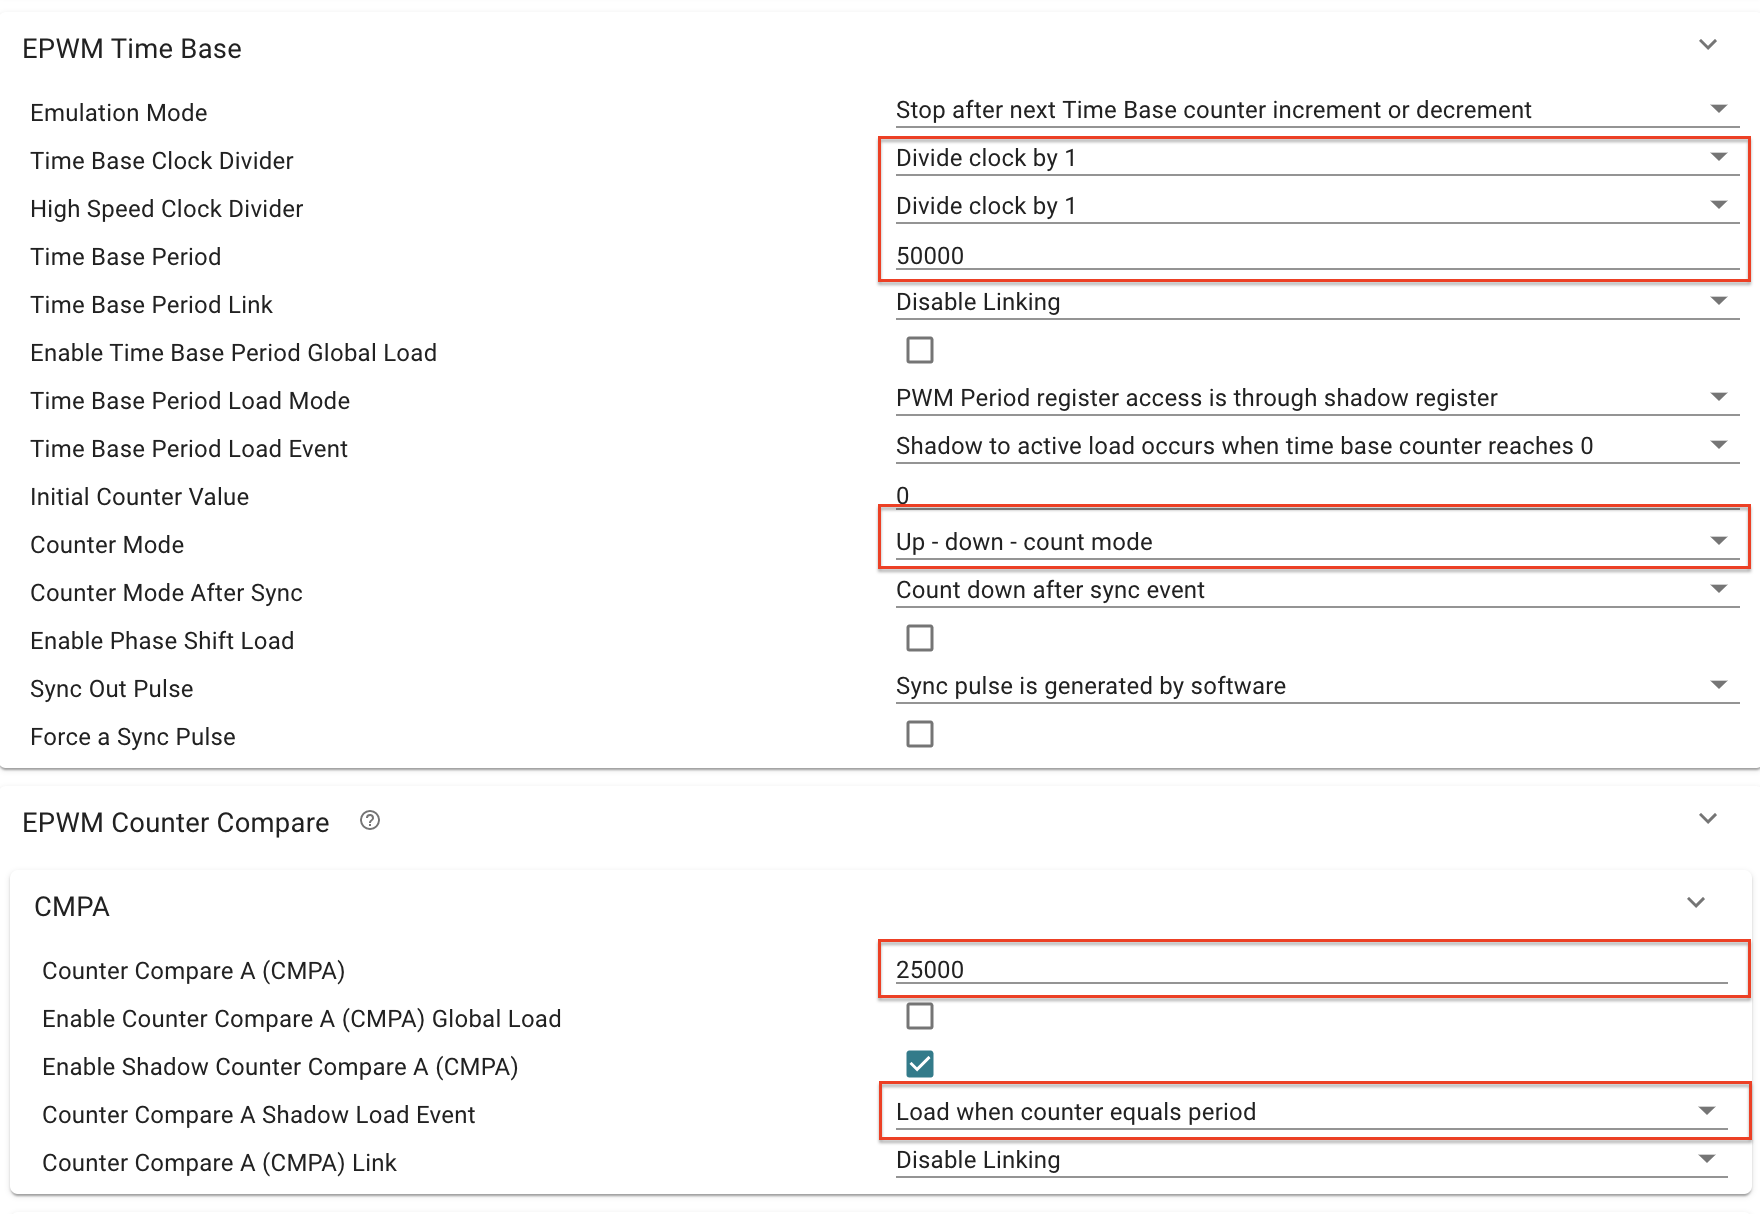 EPWM Time Base
Emulation Mode Stop after next Time Base counter increment or decrement
Time Base Clock Divider Divide clock by 1
High Speed Clock Divider Divide clock by 1
Time Base Period 50000
Time Base Period Link Disable Linking
Enable Time Base Period Global Load
Time Base Period Load Mode PWM Period register access is through shadow register
Time Base Period Load Event Shadow to active load occurs when time base counter reaches 0
Initial Counter Value 0
Counter Mode Up - down - count mode
Counter Mode After Sync Count down after sync event
Enable Phase Shift Load
Sync Out Pulse Sync pulse is generated by software
Force a Sync Pulse
EPWM Counter Compare ?
CMPA
Counter Compare A (CMPA) 25000
Enable Counter Compare A (CMPA) Global Load
Enable Shadow Counter Compare A (CMPA)
Counter Compare A Shadow Load Event Load when counter equals period
Counter Compare A (CMPA) Link Disable Linking